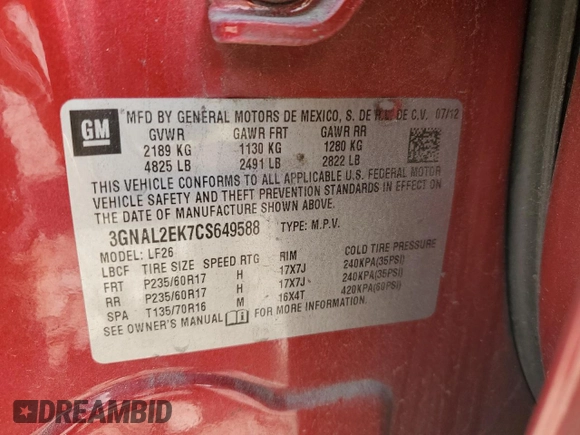 GM
MFD BY GENERAL MOTORS DE MEXICO, S. DE R.L. DE C.V. 07/12
GVWR GAWR FRT GAWR RR
2189 KG 1130 KG 1280 KG
4825 LB 2491 LB 2822 LB
THIS VEHICLE CONFORMS TO ALL APPLICABLE U.S. FEDERAL MOTOR
VEHICLE SAFETY AND THEFT PREVENTION STANDARDS IN EFFECT ON
THE DATE OF MANUFACTURE SHOWN ABOVE.
3GNAL2EK7CS649588 TYPE: M.P.V.
MODEL: LF26
LBCF TIRE SIZE SPEED RTG RIM COLD TIRE PRESSURE
FRT P235/60R17 H 17X7J 240KPA(35PSI)
RR P235/60R17 H 17X7J 240KPA(35PSI)
SPA T135/70R16 M 16X4T 420KPA(60PSI)
SEE OWNER'S MANUAL FOR MORE INFORMATION.
DREAMBID